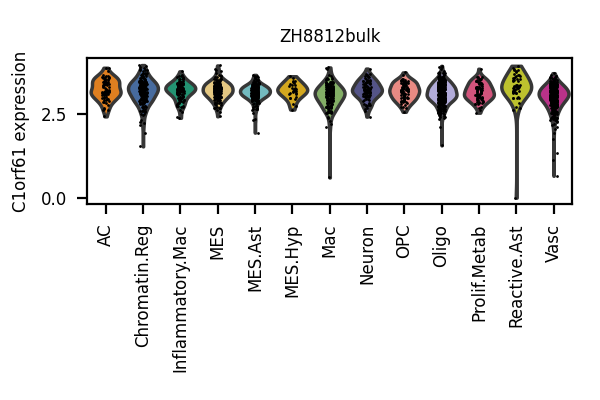 ZH8812bulk
C1orf61 expression
2.5
0.0
AC
Chromatin.Reg
Inflammatory.Mac
MES
MES.Ast
MES.Hyp
Mac
Neuron
OPC
Oligo
Prolif.Metab
Reactive.Ast
Vasc